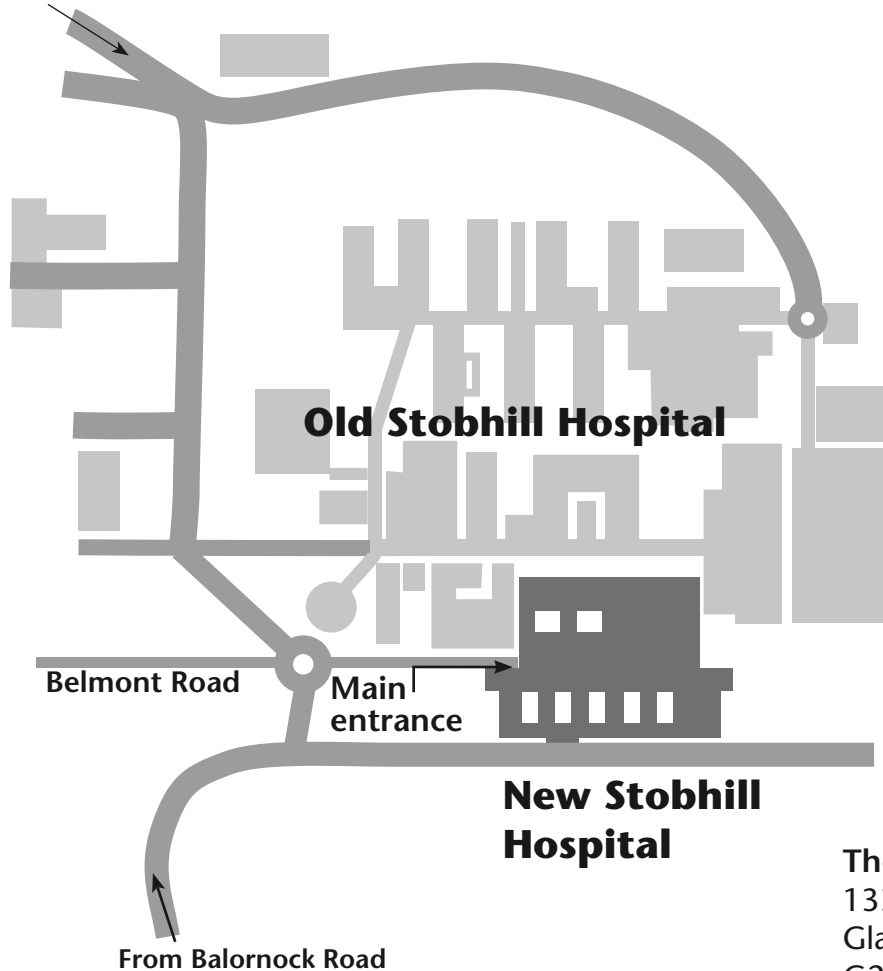 Old Stobhill Hospital
Belmont Road
Main
entrance
New Stobhill
Hospital
From Balornock Road